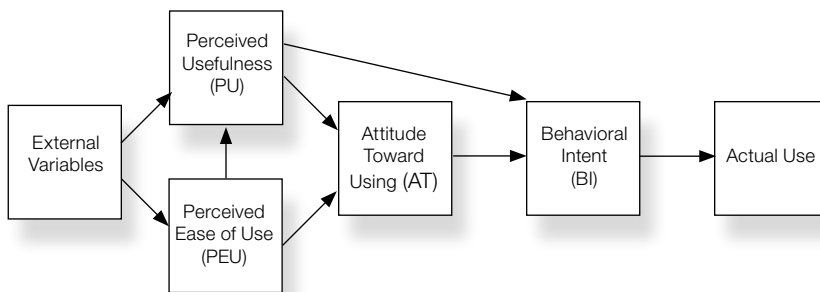 Perceived
Usefulness
(PU)
External
Variables
Perceived
Ease of Use
(PEU)
Attitude
Toward
Using (AT)
Behavioral
Intent
(BI)
Actual Use